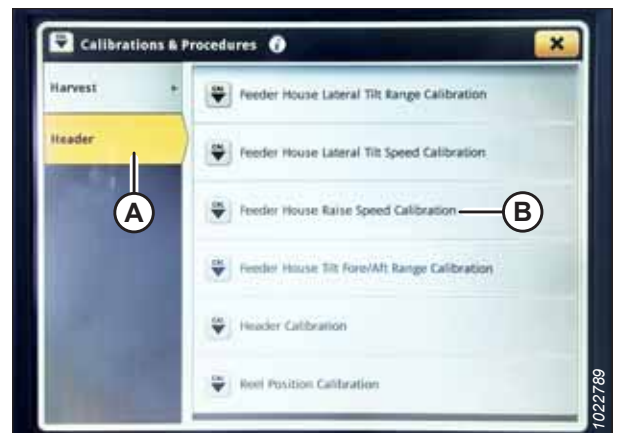 Calibrations & Procedures
Harvest
Header
Feeder House Lateral Tilt Range Calibration
Feeder House Lateral Tilt Speed Calibration
Feeder House Raise Speed Calibration
Feeder House Tilt Fore/Aft Range Calibration
Header Calibration
Reel Position Calibration
A
B
1022789